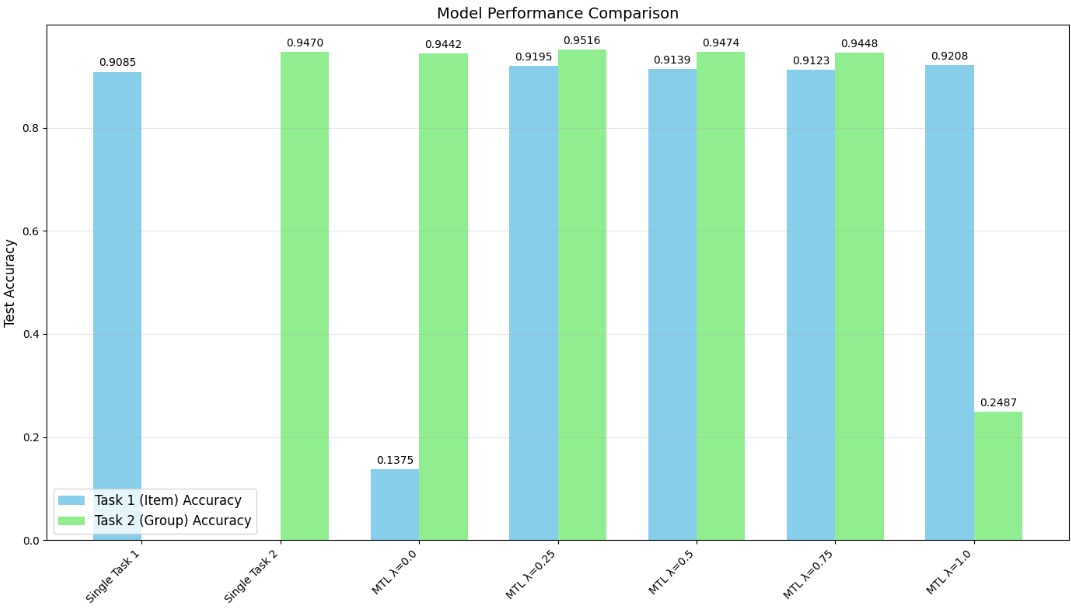 Model Performance Comparison
Test Accuracy
0.8
0.6
0.4
0.2
0.0
0.9085
0.9470
0.1375
0.9442
0.9195
0.9516
0.9139
0.9474
0.9123
0.9448
0.9208
0.2487
Task 1 (Item) Accuracy
Task 2 (Group) Accuracy
Single Task 1
Single Task 2
MTL λ=0.0
MTL λ=0.25
MTL λ=0.5
MTL λ=0.75
MTL λ=1.0